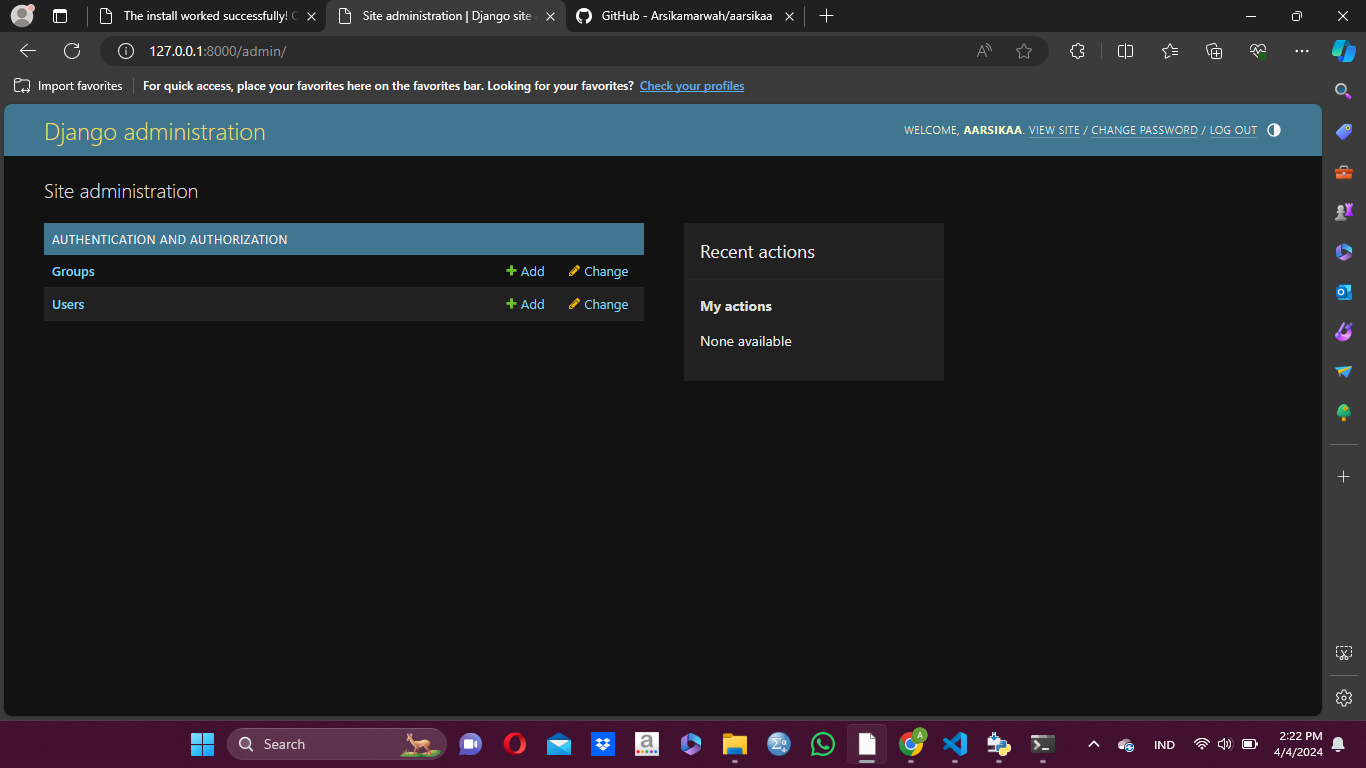 The install worked successfully! C
Site administration | Django site
GitHub - Arsikamarwah/aarsikaa
127.0.0.1:8000/admin/
Import favorites
For quick access, place your favorites here on the favorites bar. Looking for your favorites? Check your profiles
Django administration
WELCOME, AARSIKAA. VIEW SITE / CHANGE PASSWORD / LOG OUT
Site administration
AUTHENTICATION AND AUTHORIZATION
Groups Add Change
Users Add Change
Recent actions
My actions
None available
Search
IND
2:22 PM
4/4/2024